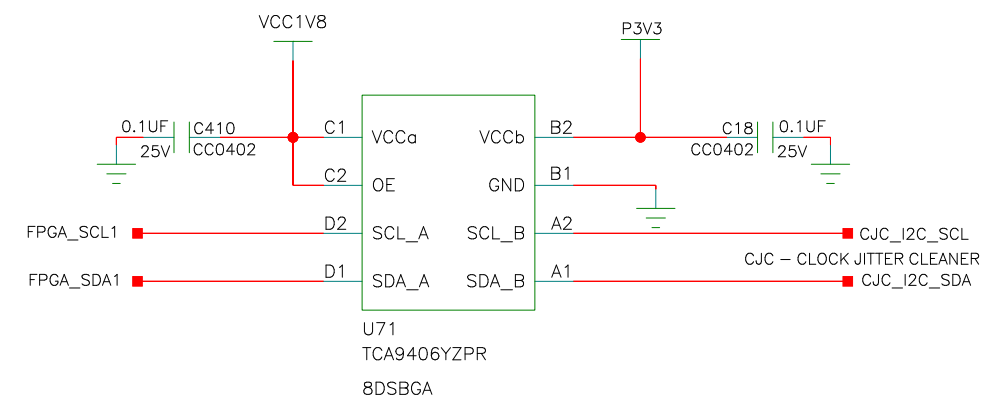 VCC1V8
P3V3
0.1UF
C410
C1
VCCa
VCCb
B2
C18
0.1UF
25V
CC0402
CC0402
25V
C2
OE
GND
B1
FPGA_SCL1
D2
SCL_A
SCL_B
A2
CJC_I2C_SCL
CJC – CLOCK JITTER CLEANER
FPGA_SDA1
D1
SDA_A
SDA_B
A1
CJC_I2C_SDA
U71
TCA9406YZPR
8DSBGA